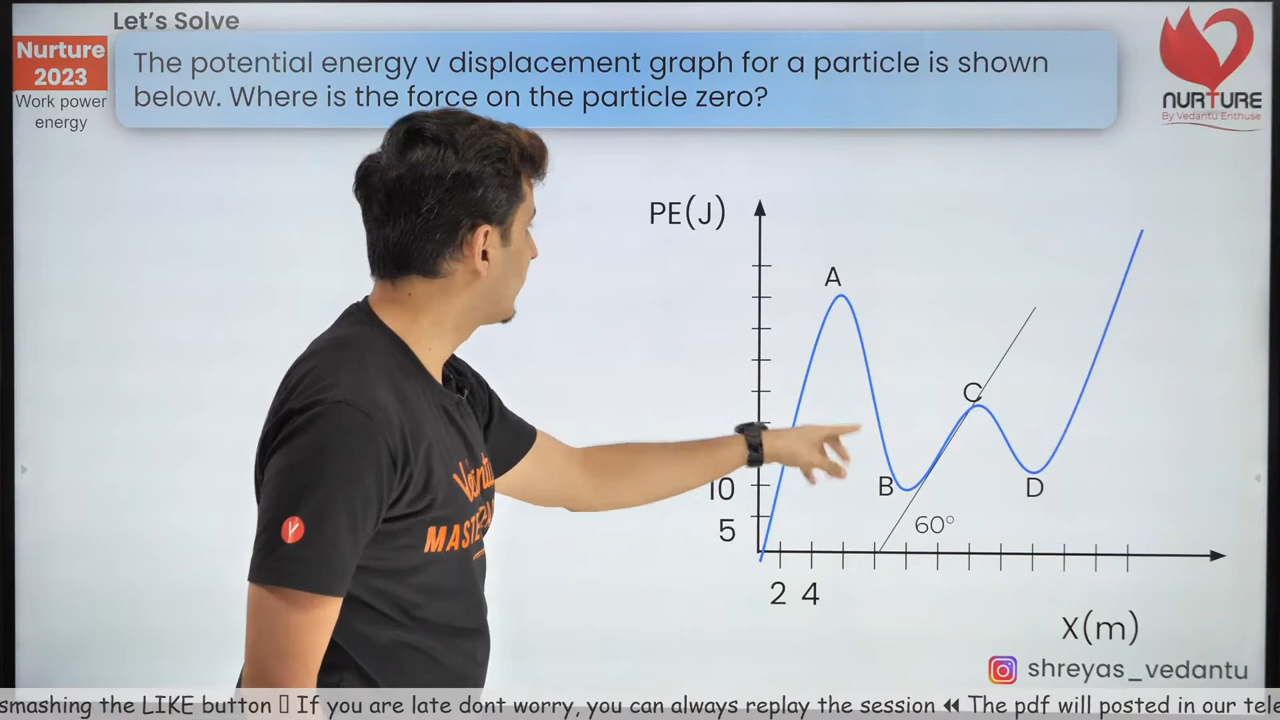 Let's Solve
Nurture
2023
Work power
energy
The potential energy v displacement graph for a particle is shown
below. Where is the force on the particle zero?
NURTURE
By Vedantu Enthuse
PE(J)
A
C
B
D
10
5
60°
2 4
X(m)
MAST
shreyas_vedantu
smashing the LIKE button ▯ If you are late dont worry, you can always replay the session ⏪ The pdf will posted in our tele